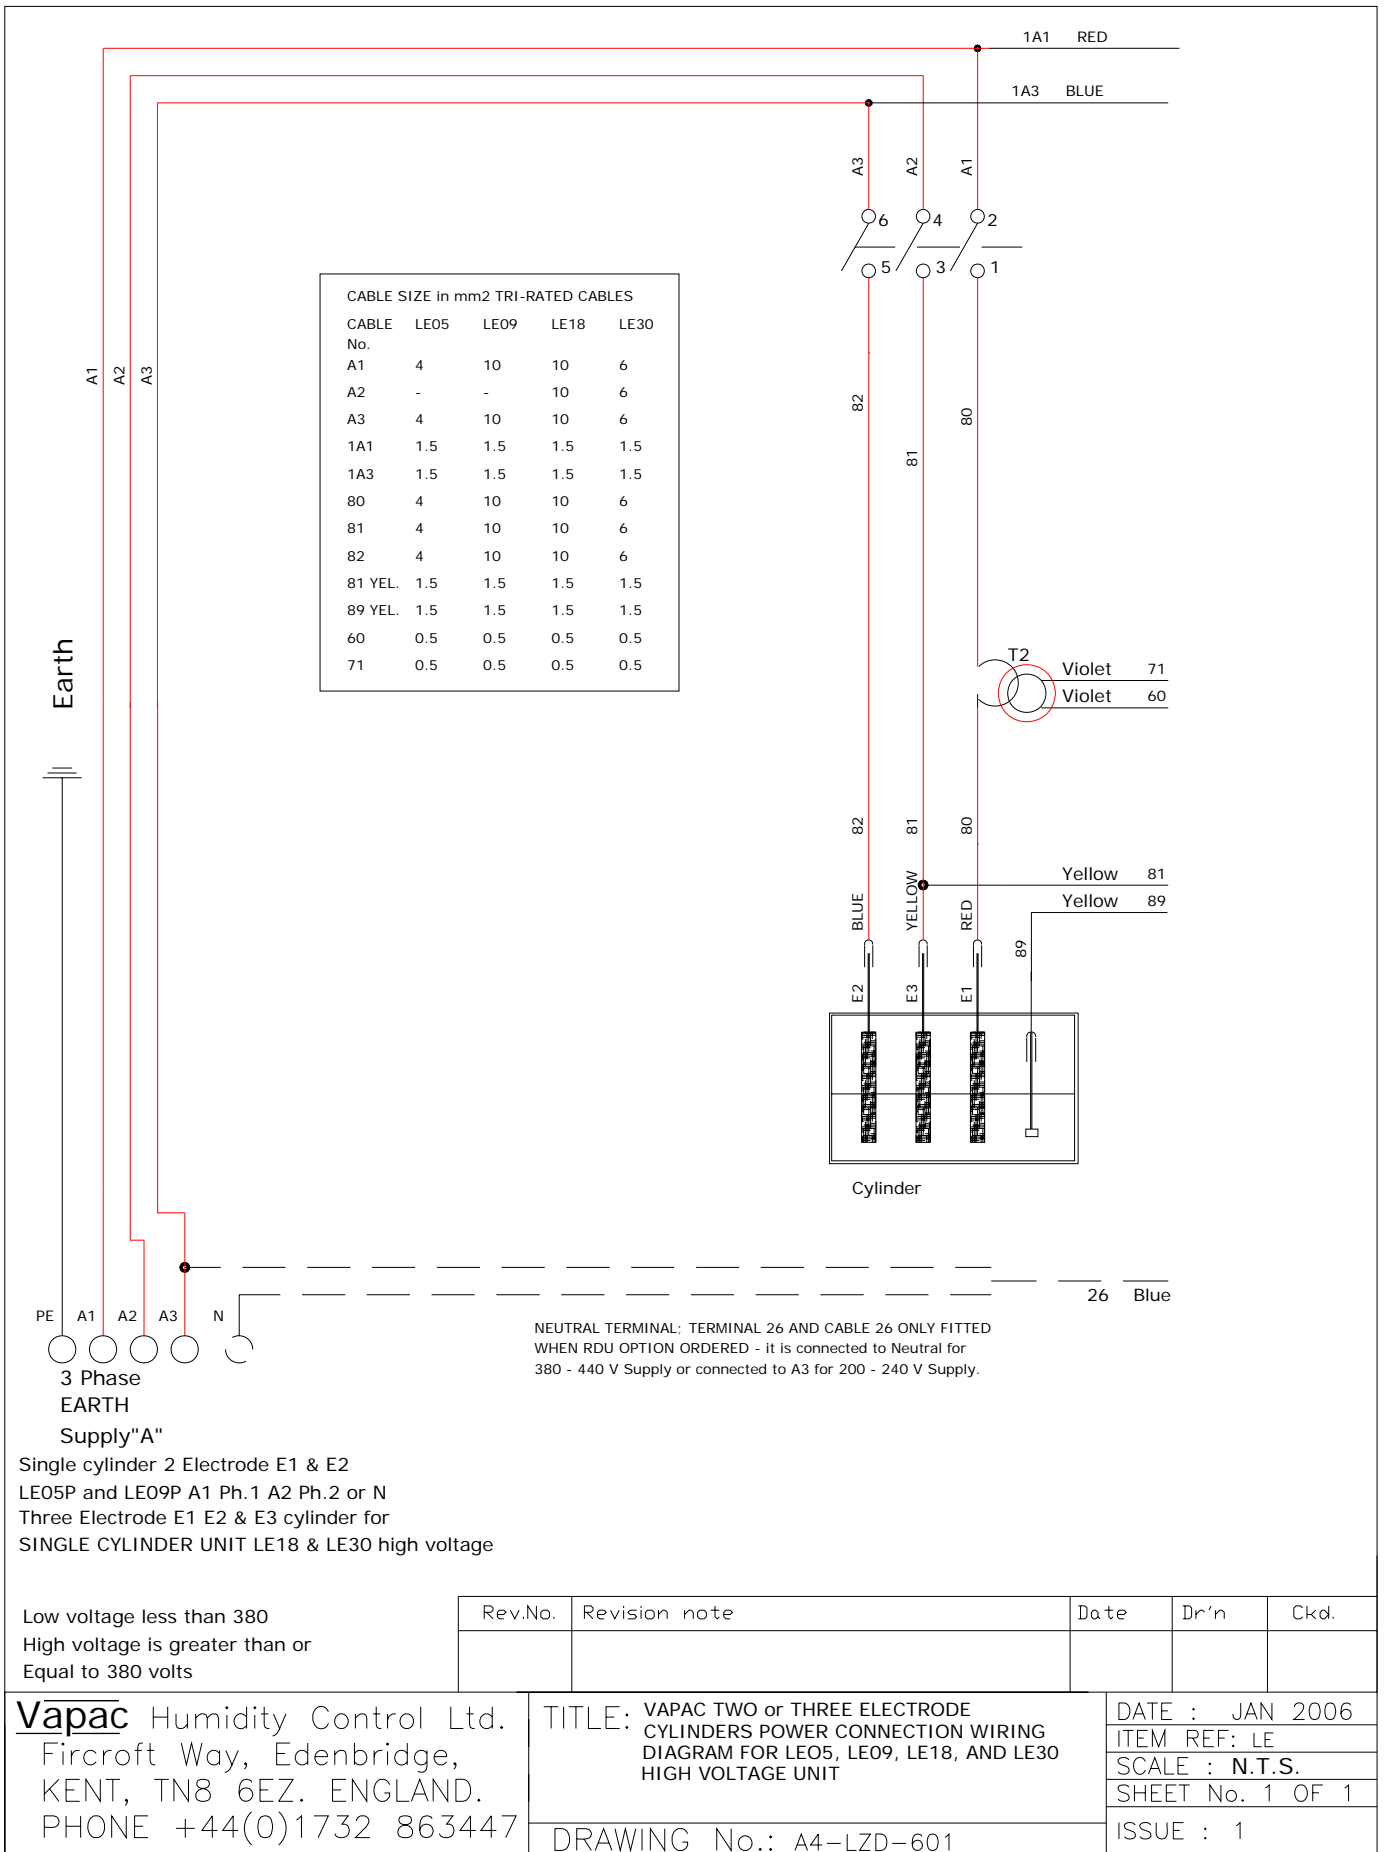 1A1 RED
1A3 BLUE
A3 A2 A1
6 4 2
5 3 1
CABLE SIZE in mm2 TRI-RATED CABLES
CABLE No. LE05 LE09 LE18 LE30
A1 4 10 10 6
A2 - - 10 6
A3 4 10 10 6
1A1 1.5 1.5 1.5 1.5
1A3 1.5 1.5 1.5 1.5
80 4 10 10 6
81 4 10 10 6
82 4 10 10 6
81 YEL. 1.5 1.5 1.5 1.5
89 YEL. 1.5 1.5 1.5 1.5
60 0.5 0.5 0.5 0.5
71 0.5 0.5 0.5 0.5
A1 A2 A3
82 81 80
Earth
T2
Violet 71
Violet 60
82 81 80
Yellow 81
Yellow 89
BLUE YELLOW RED
89
E2 E3 E1
Cylinder
26 Blue
PE A1 A2 A3 N
NEUTRAL TERMINAL; TERMINAL 26 AND CABLE 26 ONLY FITTED
WHEN RDU OPTION ORDERED - it is connected to Neutral for
380 - 440 V Supply or connected to A3 for 200 - 240 V Supply.
3 Phase
EARTH
Supply"A"
Single cylinder 2 Electrode E1 & E2
LE05P and LE09P A1 Ph.1 A2 Ph.2 or N
Three Electrode E1 E2 & E3 cylinder for
SINGLE CYLINDER UNIT LE18 & LE30 high voltage
Low voltage less than 380
High voltage is greater than or
Equal to 380 volts
Rev.No. Revision note Date Dr'n Ckd.
Vapac Humidity Control Ltd.
Fircroft Way, Edenbridge,
KENT, TN8 6EZ. ENGLAND.
PHONE +44(0)1732 863447
TITLE: VAPAC TWO or THREE ELECTRODE
CYLINDERS POWER CONNECTION WIRING
DIAGRAM FOR LE05, LE09, LE18, AND LE30
HIGH VOLTAGE UNIT
DRAWING No.: A4-LZD-601
DATE : JAN 2006
ITEM REF: LE
SCALE : N.T.S.
SHEET No. 1 OF 1
ISSUE : 1